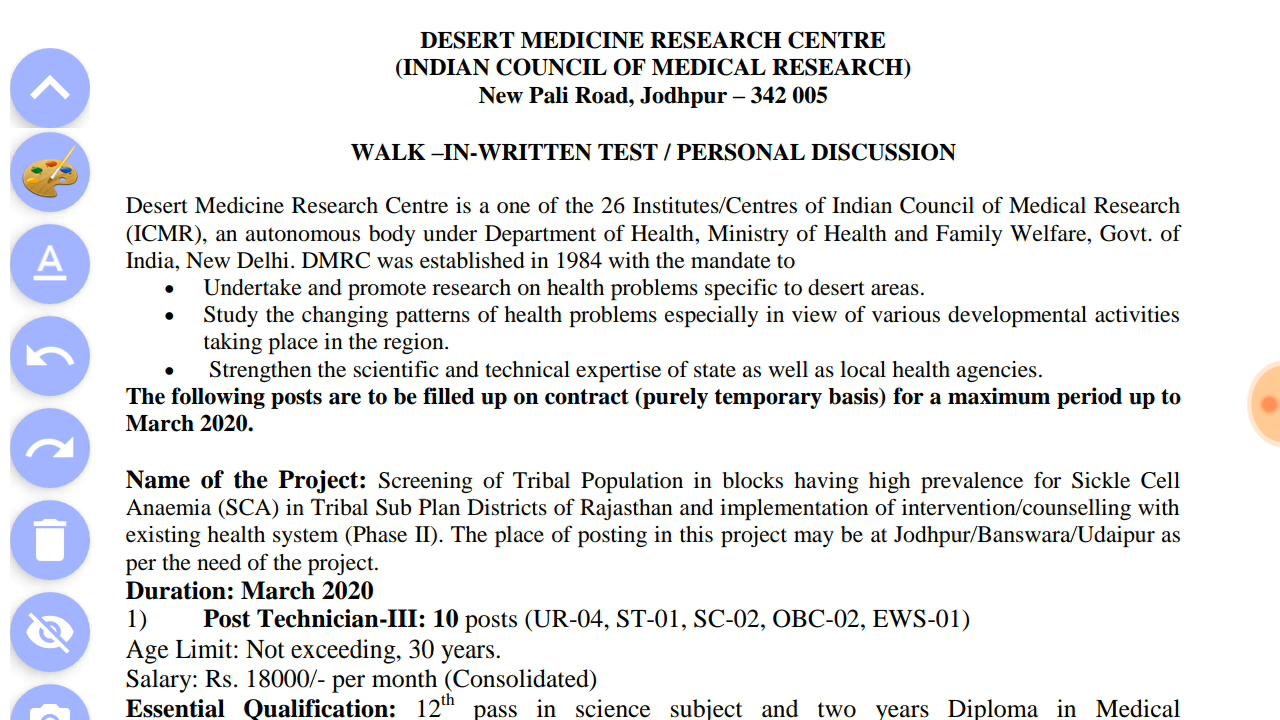 DESERT MEDICINE RESEARCH CENTRE
(INDIAN COUNCIL OF MEDICAL RESEARCH)
New Pali Road, Jodhpur – 342 005
WALK –IN-WRITTEN TEST / PERSONAL DISCUSSION
Desert Medicine Research Centre is a one of the 26 Institutes/Centres of Indian Council of Medical Research
(ICMR), an autonomous body under Department of Health, Ministry of Health and Family Welfare, Govt. of
India, New Delhi. DMRC was established in 1984 with the mandate to
• Undertake and promote research on health problems specific to desert areas.
• Study the changing patterns of health problems especially in view of various developmental activities
taking place in the region.
• Strengthen the scientific and technical expertise of state as well as local health agencies.
The following posts are to be filled up on contract (purely temporary basis) for a maximum period up to
March 2020.
Name of the Project: Screening of Tribal Population in blocks having high prevalence for Sickle Cell
Anaemia (SCA) in Tribal Sub Plan Districts of Rajasthan and implementation of intervention/counselling with
existing health system (Phase II). The place of posting in this project may be at Jodhpur/Banswara/Udaipur as
per the need of the project.
Duration: March 2020
1) Post Technician-III: 10 posts (UR-04, ST-01, SC-02, OBC-02, EWS-01)
Age Limit: Not exceeding, 30 years.
Salary: Rs. 18000/- per month (Consolidated)
Essential Qualification: 12th pass in science subject and two years Diploma in Medical